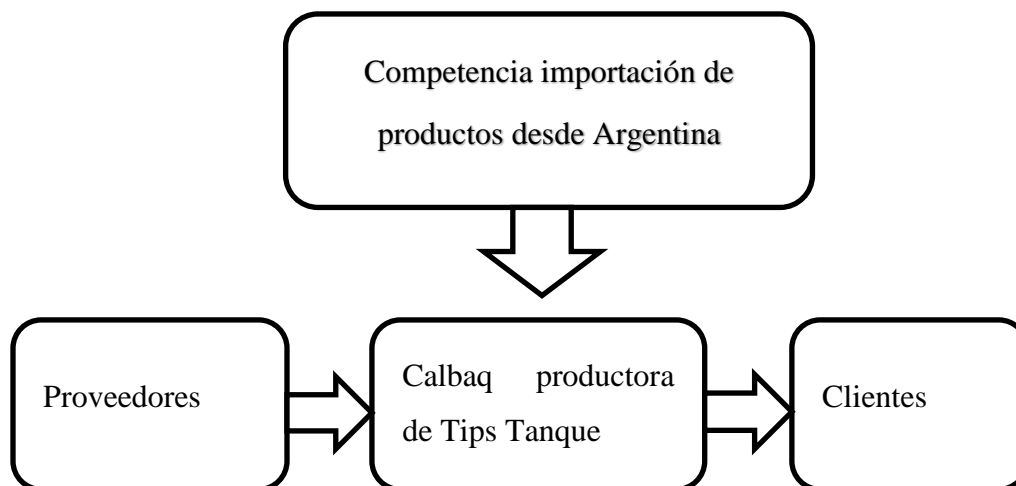 Competencia importación de
productos desde Argentina
Proveedores
Calbaq productora
de Tips Tanque
Clientes